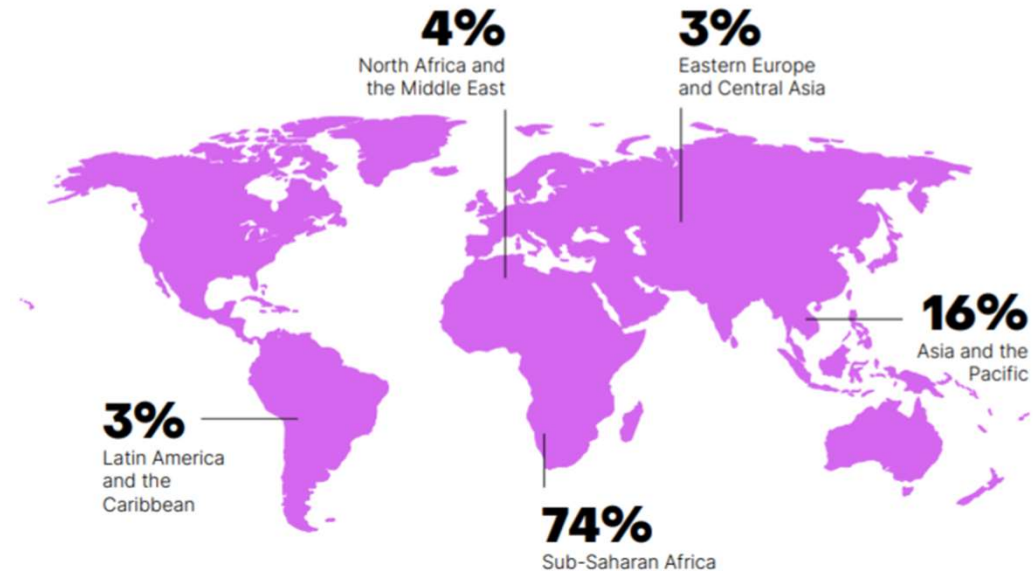 4%
North Africa and
the Middle East
3%
Eastern Europe
and Central Asia
16%
Asia and the
Pacific
3%
Latin America
and the
Caribbean
74%
Sub-Saharan Africa